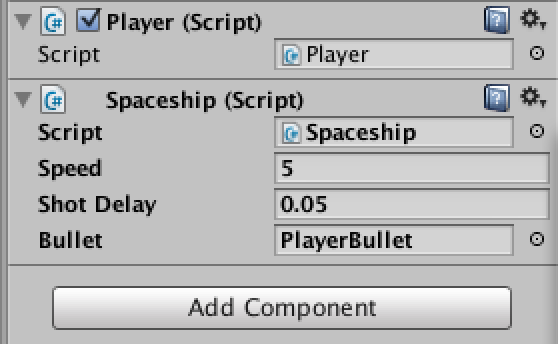 Player (Script)
Script Player
Spaceship (Script)
Script Spaceship
Speed 5
Shot Delay 0.05
Bullet PlayerBullet
Add Component